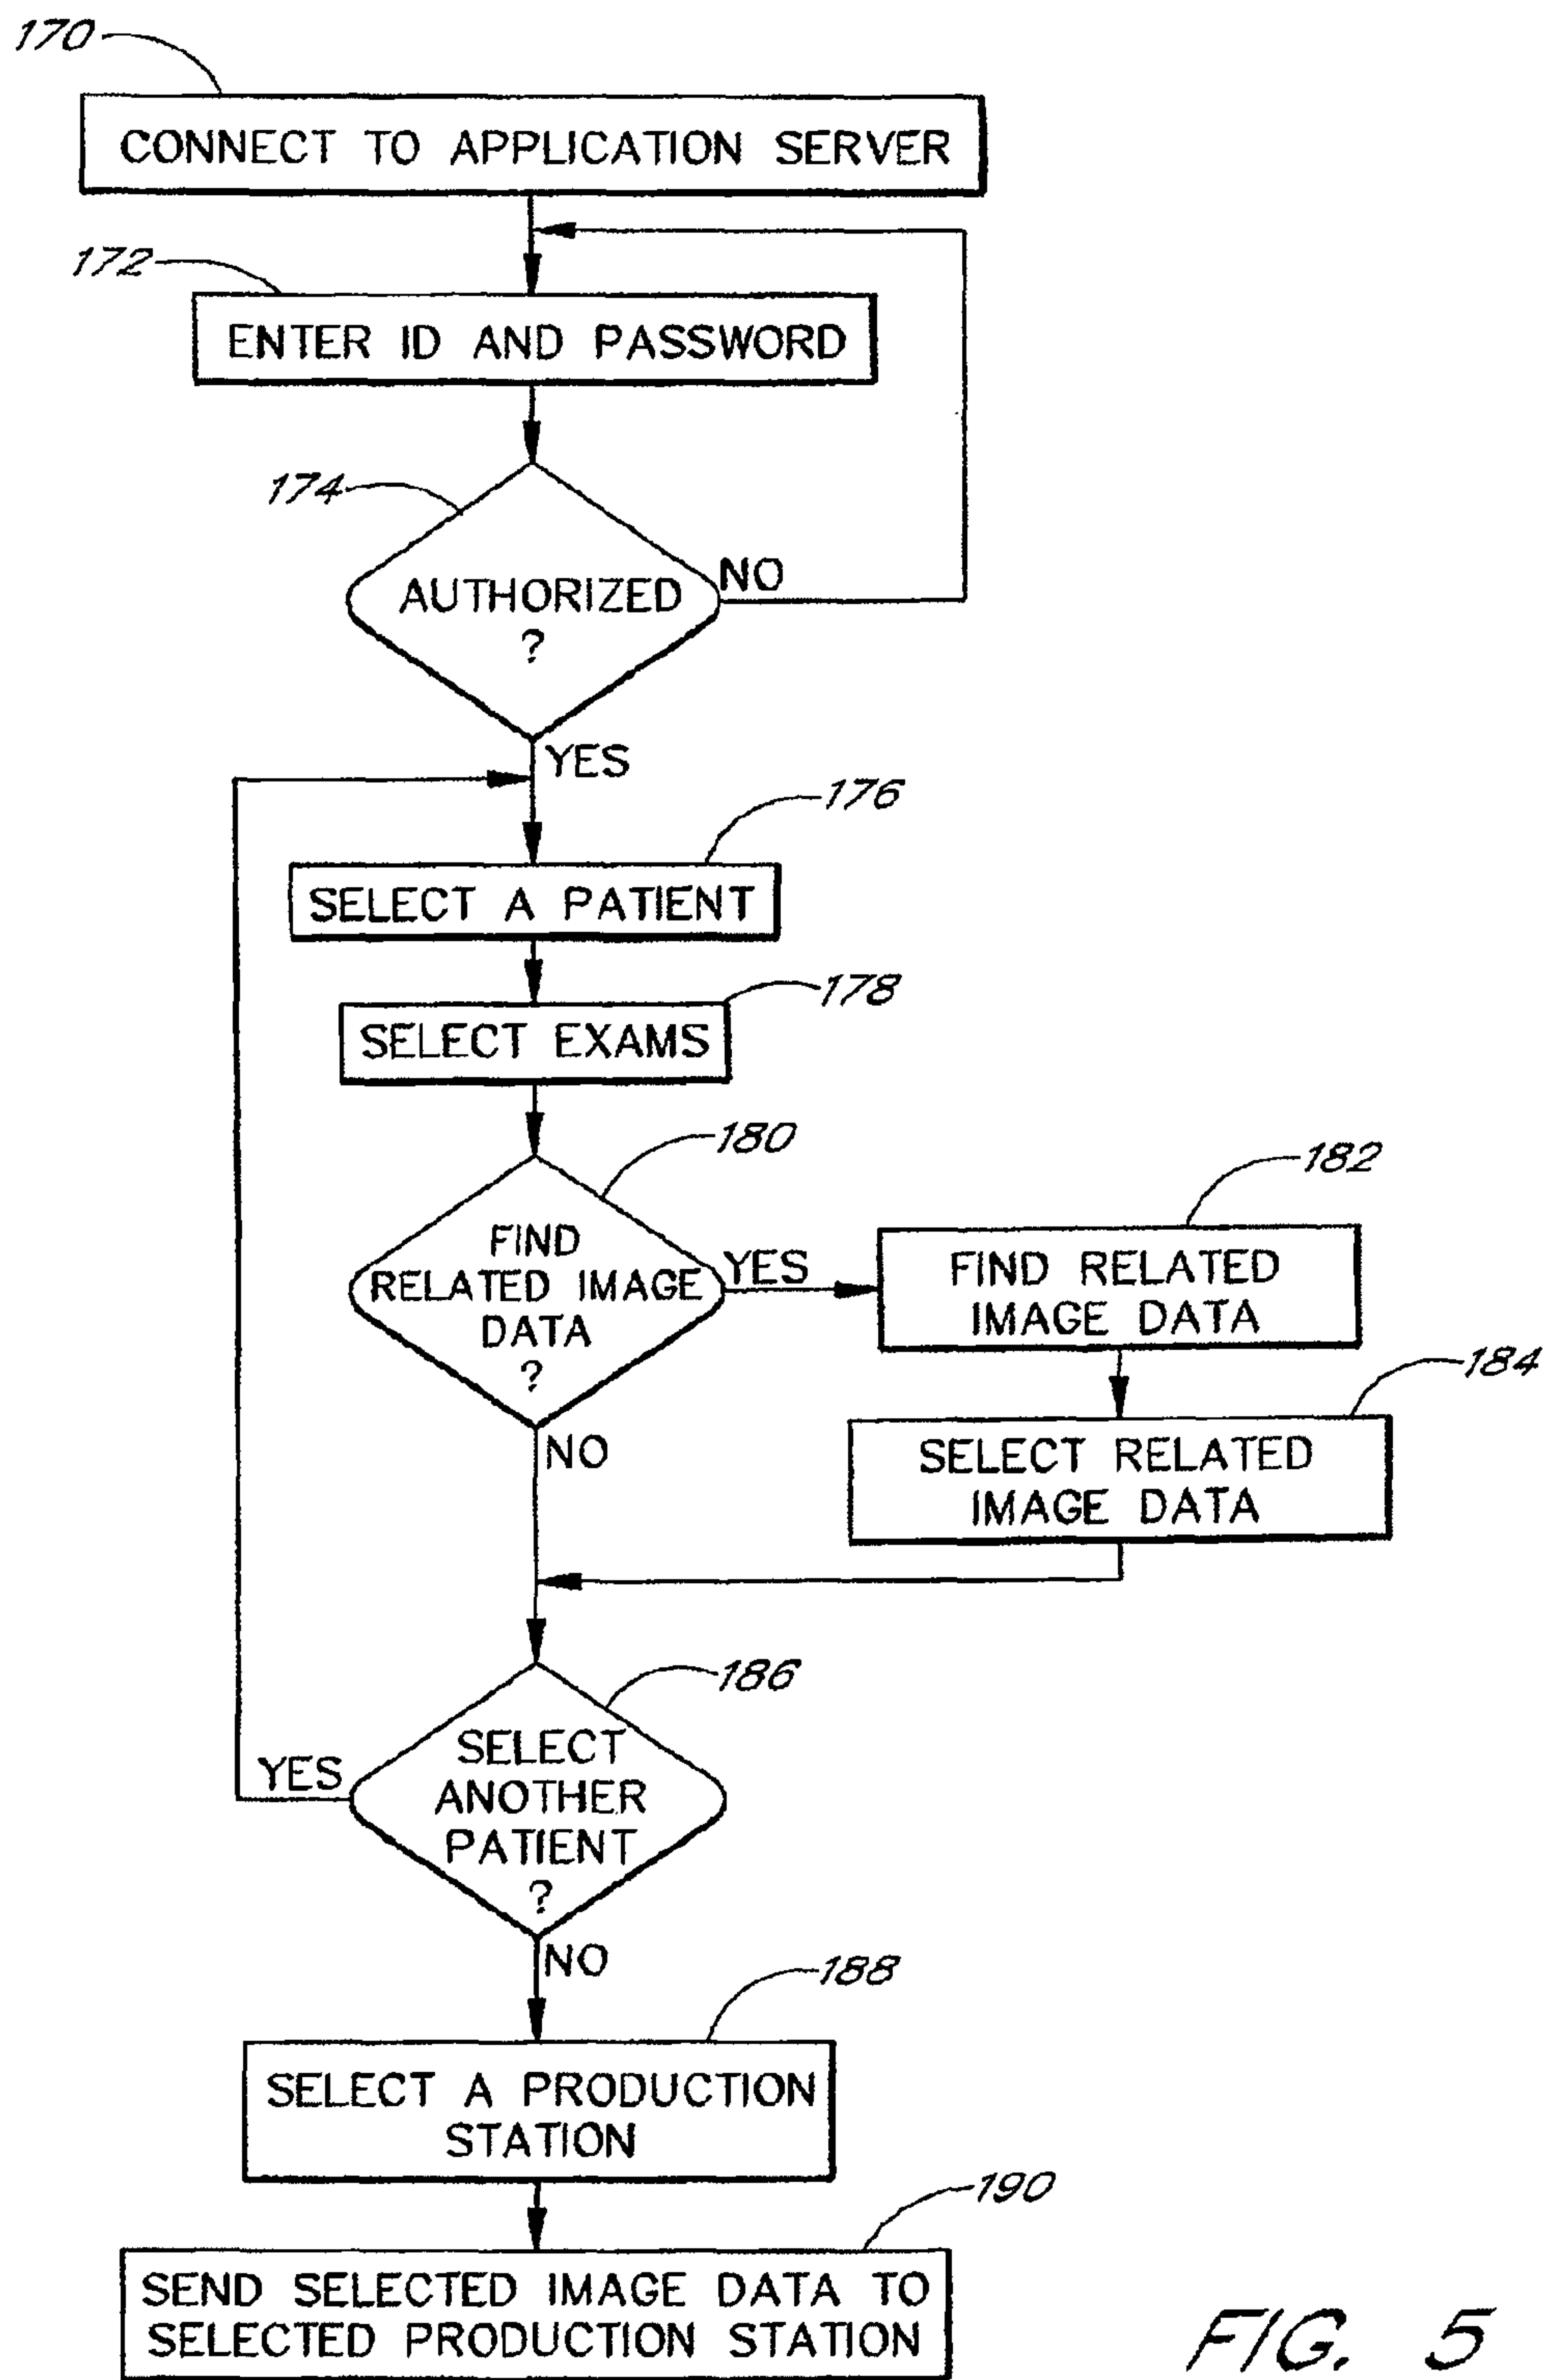 170
CONNECT TO APPLICATION SERVER
172
ENTER ID AND PASSWORD
174
AUTHORIZED
?
NO
YES
176
SELECT A PATIENT
178
SELECT EXAMS
180
FIND
RELATED IMAGE
DATA
?
YES
NO
182
FIND RELATED
IMAGE DATA
184
SELECT RELATED
IMAGE DATA
186
SELECT
ANOTHER
PATIENT
?
YES
NO
188
SELECT A PRODUCTION
STATION
190
SEND SELECTED IMAGE DATA TO
SELECTED PRODUCTION STATION
FIG. 5